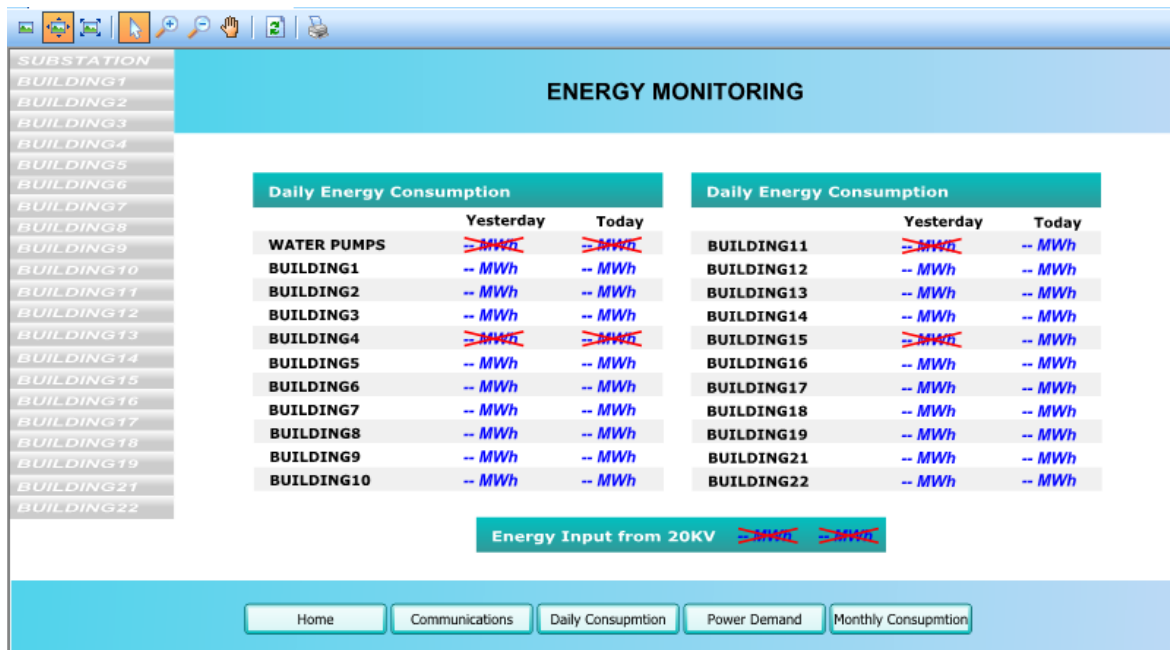 SUBSTATION
BUILDING1
BUILDING2
BUILDING3
BUILDING4
BUILDING5
BUILDING6
BUILDING7
BUILDING8
BUILDING9
BUILDING10
BUILDING11
BUILDING12
BUILDING13
BUILDING14
BUILDING15
BUILDING16
BUILDING17
BUILDING18
BUILDING19
BUILDING21
BUILDING22
ENERGY MONITORING
Daily Energy Consumption
Yesterday Today
WATER PUMPS -- MWh -- MWh
BUILDING1 -- MWh -- MWh
BUILDING2 -- MWh -- MWh
BUILDING3 -- MWh -- MWh
BUILDING4 -- MWh -- MWh
BUILDING5 -- MWh -- MWh
BUILDING6 -- MWh -- MWh
BUILDING7 -- MWh -- MWh
BUILDING8 -- MWh -- MWh
BUILDING9 -- MWh -- MWh
BUILDING10 -- MWh -- MWh
Daily Energy Consumption
Yesterday Today
BUILDING11 -- MWh -- MWh
BUILDING12 -- MWh -- MWh
BUILDING13 -- MWh -- MWh
BUILDING14 -- MWh -- MWh
BUILDING15 -- MWh -- MWh
BUILDING16 -- MWh -- MWh
BUILDING17 -- MWh -- MWh
BUILDING18 -- MWh -- MWh
BUILDING19 -- MWh -- MWh
BUILDING21 -- MWh -- MWh
BUILDING22 -- MWh -- MWh
Energy Input from 20KV -- MWh -- MWh
Home Communications Daily Consupmtion Power Demand Monthly Consupmtion